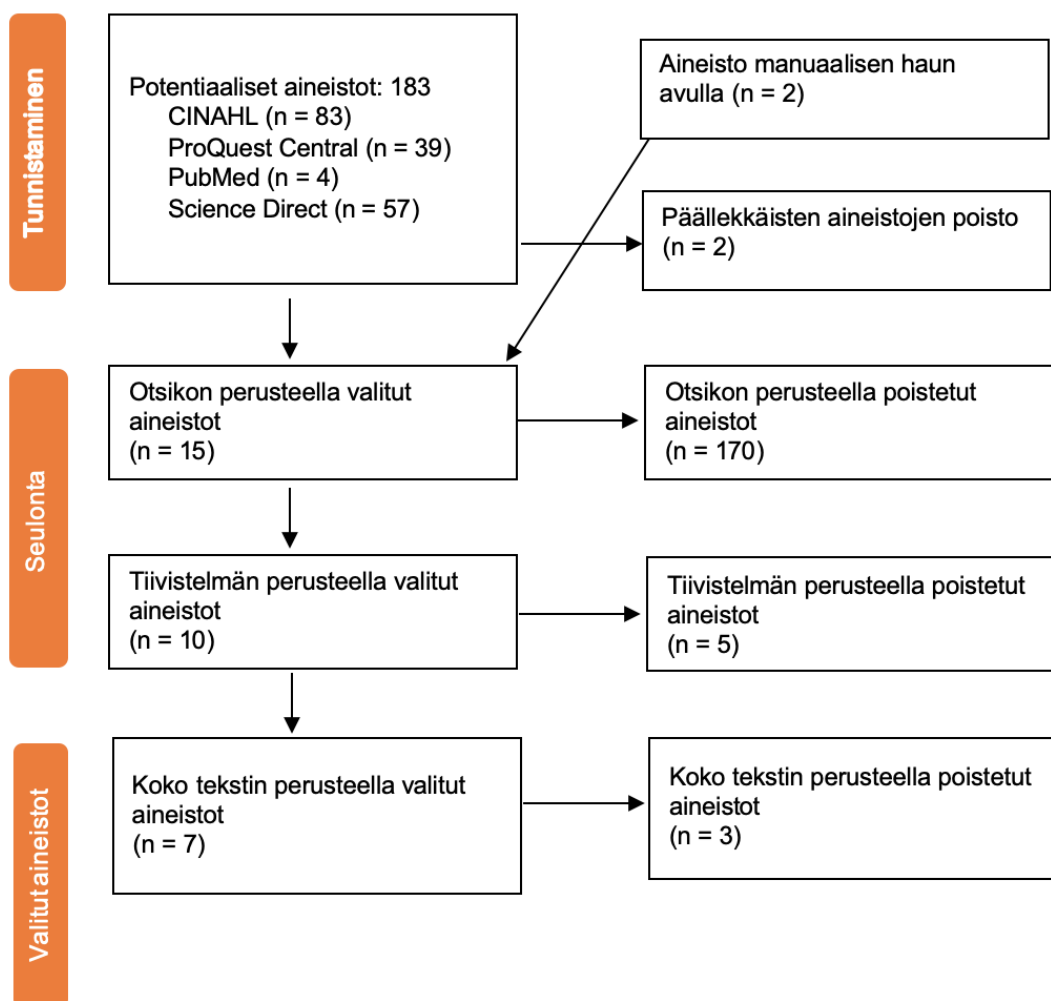 Tunnistaminen
Potentiaaliset aineistot: 183
CINAHL (n = 83)
ProQuest Central (n = 39)
PubMed (n = 4)
Science Direct (n = 57)
Aineisto manuaalisen haun
avulla (n = 2)
Päällekkäisten aineistojen poisto
(n = 2)
Seulonta
Otsikon perusteella valitut
aineistot
(n = 15)
Otsikon perusteella poistetut
aineistot
(n = 170)
Tiivistelmän perusteella valitut
aineistot
(n = 10)
Tiivistelmän perusteella poistetut
aineistot
(n = 5)
Valitut aineistot
Koko tekstin perusteella valitut
aineistot
(n = 7)
Koko tekstin perusteella poistetut
aineistot
(n = 3)